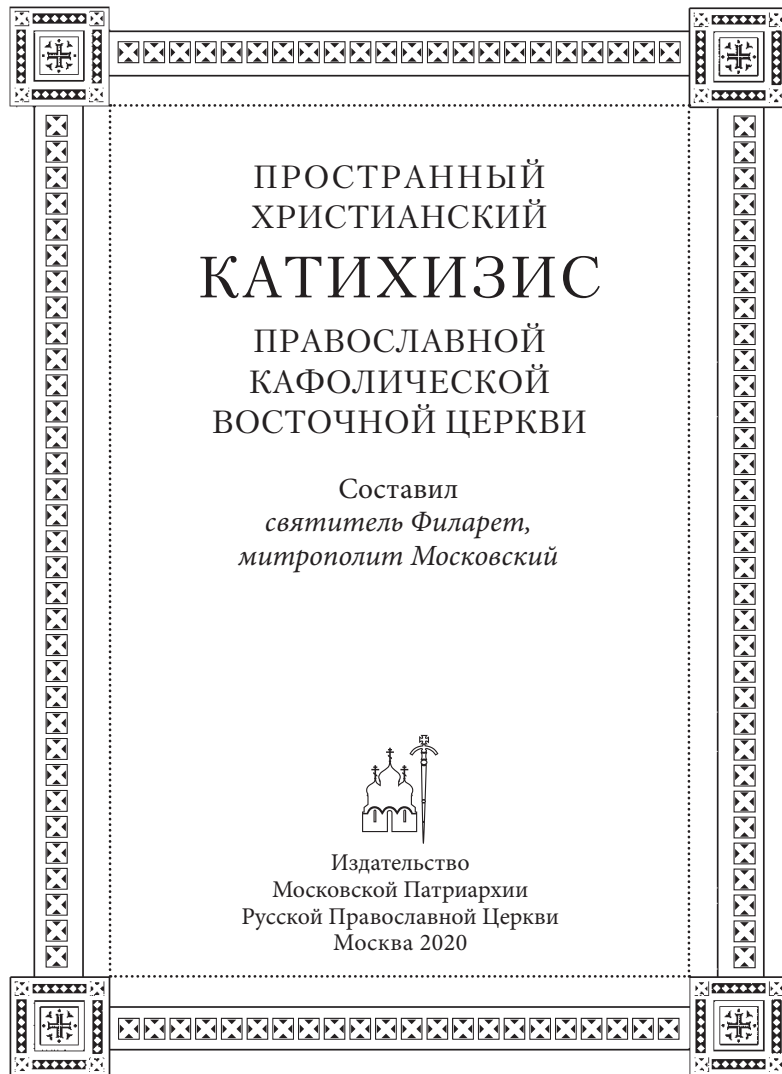 ПРОСТРАННЫЙ
ХРИСТИАНСКИЙ
КАТИХИЗИС
ПРАВОСЛАВНОЙ
КАФОЛИЧЕСКОЙ
ВОСТОЧНОЙ ЦЕРКВИ
Составил
святитель Филарет,
митрополит Московский
Издательство
Московской Патриархии
Русской Православной Церкви
Москва 2020